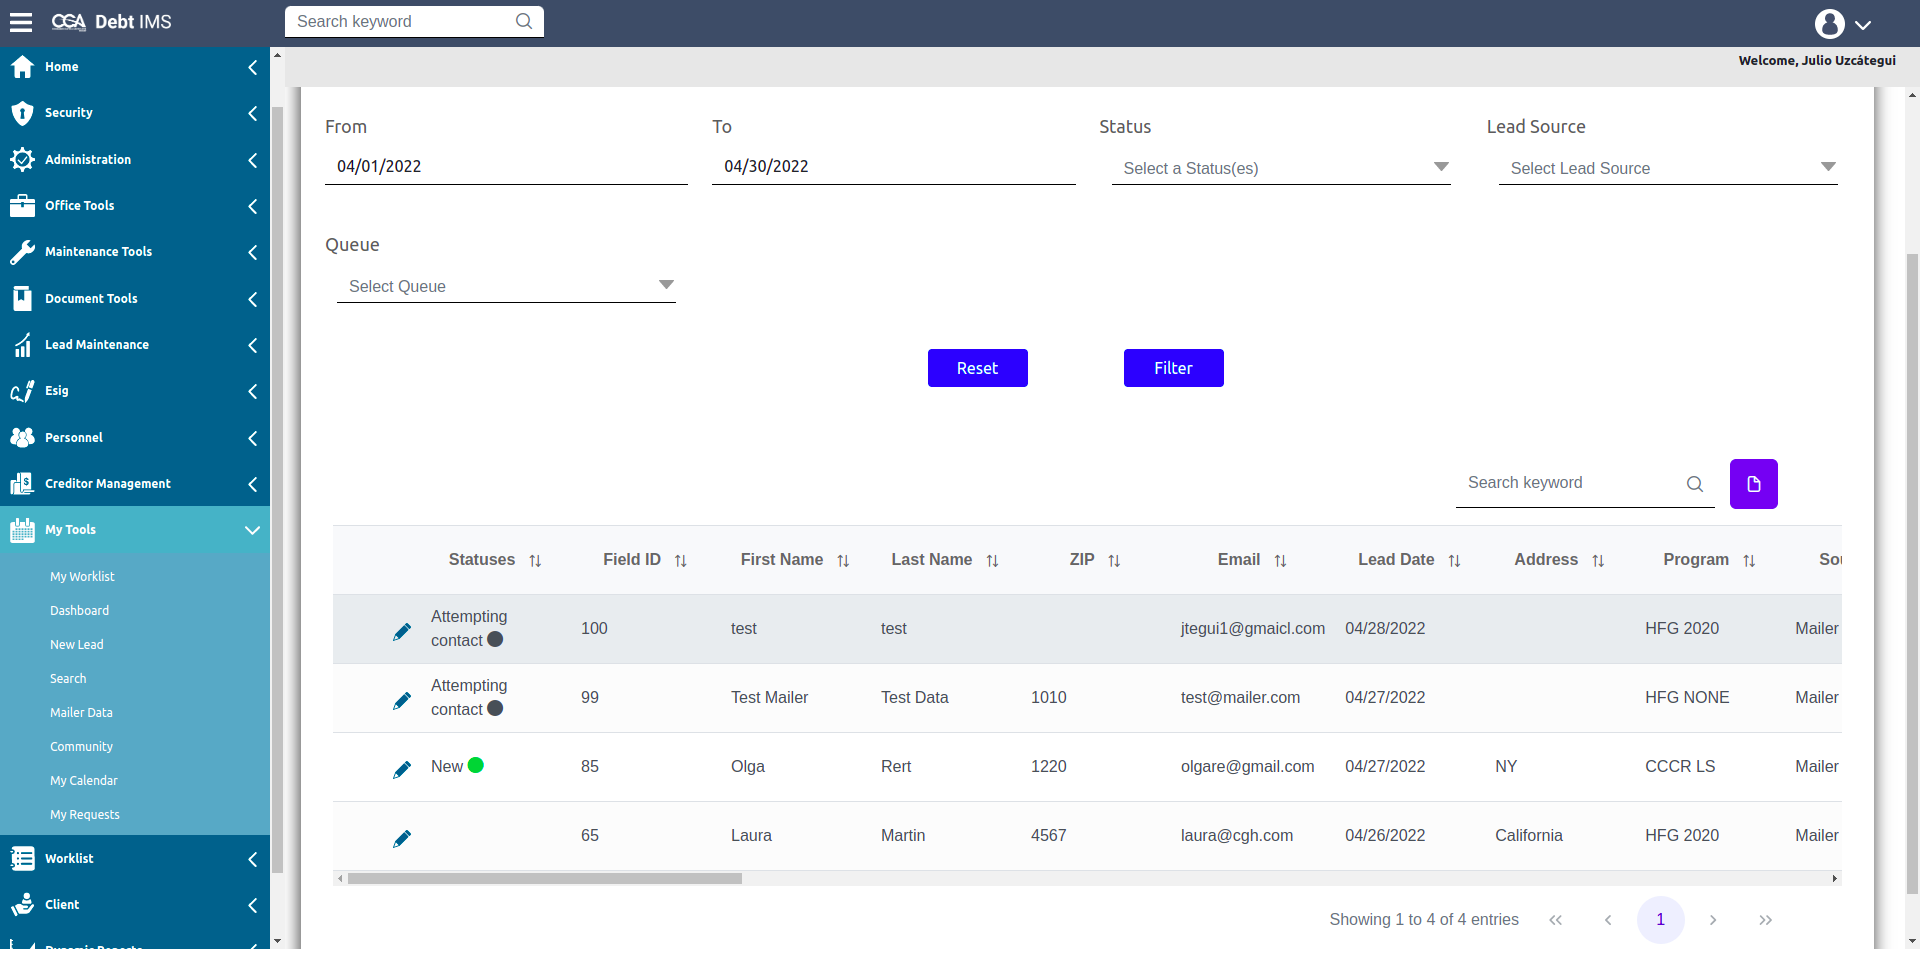 CGA Debt IMS
Search keyword
Welcome, Julio Uzcátegui
Home
Security
Administration
Office Tools
Maintenance Tools
Document Tools
Lead Maintenance
Esig
Personnel
Creditor Management
My Tools
My Worklist
Dashboard
New Lead
Search
Mailer Data
Community
My Calendar
My Requests
Worklist
Client
Dynamic Reports
From To Status Lead Source
04/01/2022 04/30/2022 Select a Status(es) Select Lead Source
Queue
Select Queue
Reset Filter
Search keyword
Statuses Field ID First Name Last Name ZIP Email Lead Date Address Program Sou
Attempting contact 100 test test jtegui1@gmaicl.com 04/28/2022 HFG 2020 Mailer
Attempting contact 99 Test Mailer Test Data 1010 test@mailer.com 04/27/2022 HFG NONE Mailer
New 85 Olga Rert 1220 olgare@gmail.com 04/27/2022 NY CCCR LS Mailer
65 Laura Martin 4567 laura@cgh.com 04/26/2022 California HFG 2020 Mailer
Showing 1 to 4 of 4 entries 1